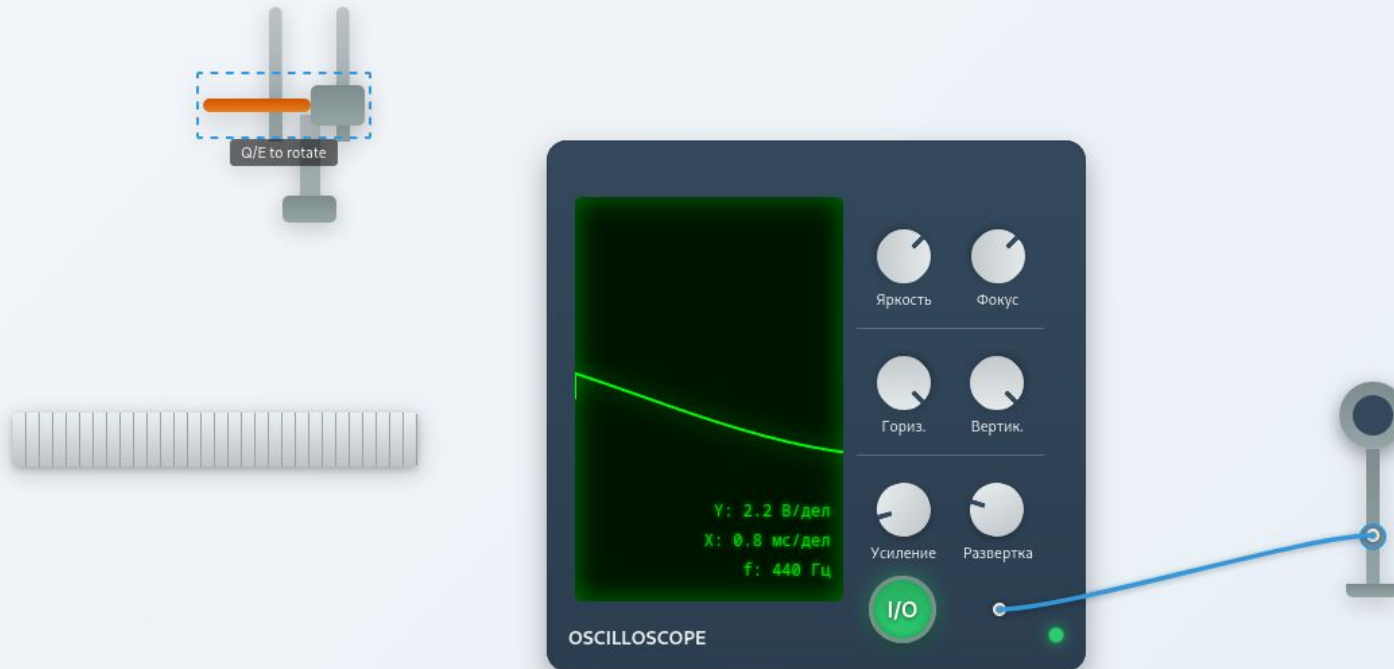 Q/E to rotate
Яркость
Фокус
Гориз.
Вертик.
Y: 2.2 В/дел
X: 0.8 мс/дел
f: 440 Гц
Усиление
Развертка
I/O
OSCILLOSCOPE